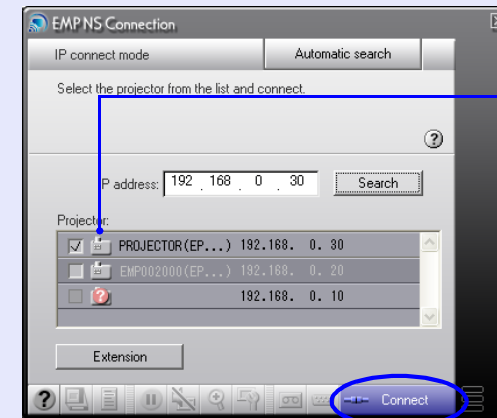 EMP NS Connection
IP connect mode Automatic search
Select the projector from the list and connect.
?
IP address: 192 . 168 . 0 . 30 Search
Projector:
PROJECTOR(EP...) 192.168. 0. 30
EMP002000(EP...) 192.168. 0. 20
? 192.168. 0. 10
Extension
? Connect